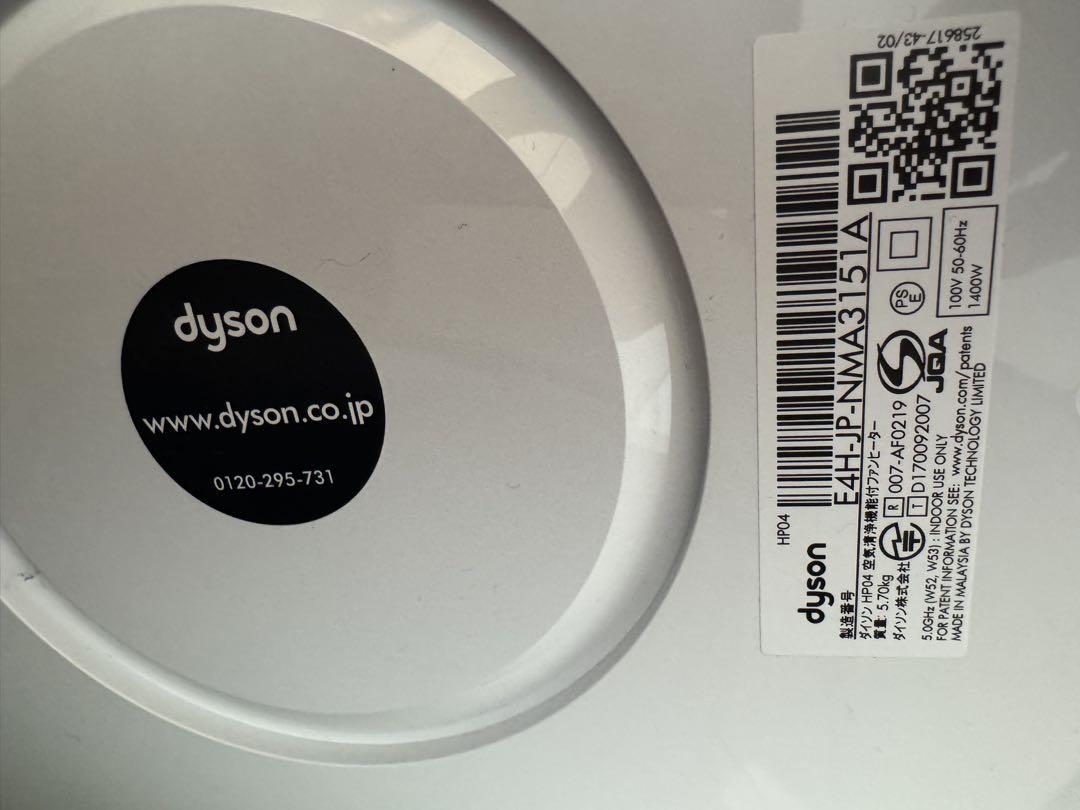 dyson
www.dyson.co.jp
0120-295-731
HP04
dyson
製造番号
E4H-JP-NMA3151A
ダイソン HP04 空気清浄機能付ファンヒーター
質量: 5.70kg
ダイソン株式会社
R 007-AF0219
T D170092007
JQA
PS
E
100V 50-60Hz
1400W
5.0GHz (W52, W53) : INDOOR USE ONLY
FOR PATENT INFORMATION SEE: www.dyson.com/patents
MADE IN MALAYSIA BY DYSON TECHNOLOGY LIMITED
258617-43/02